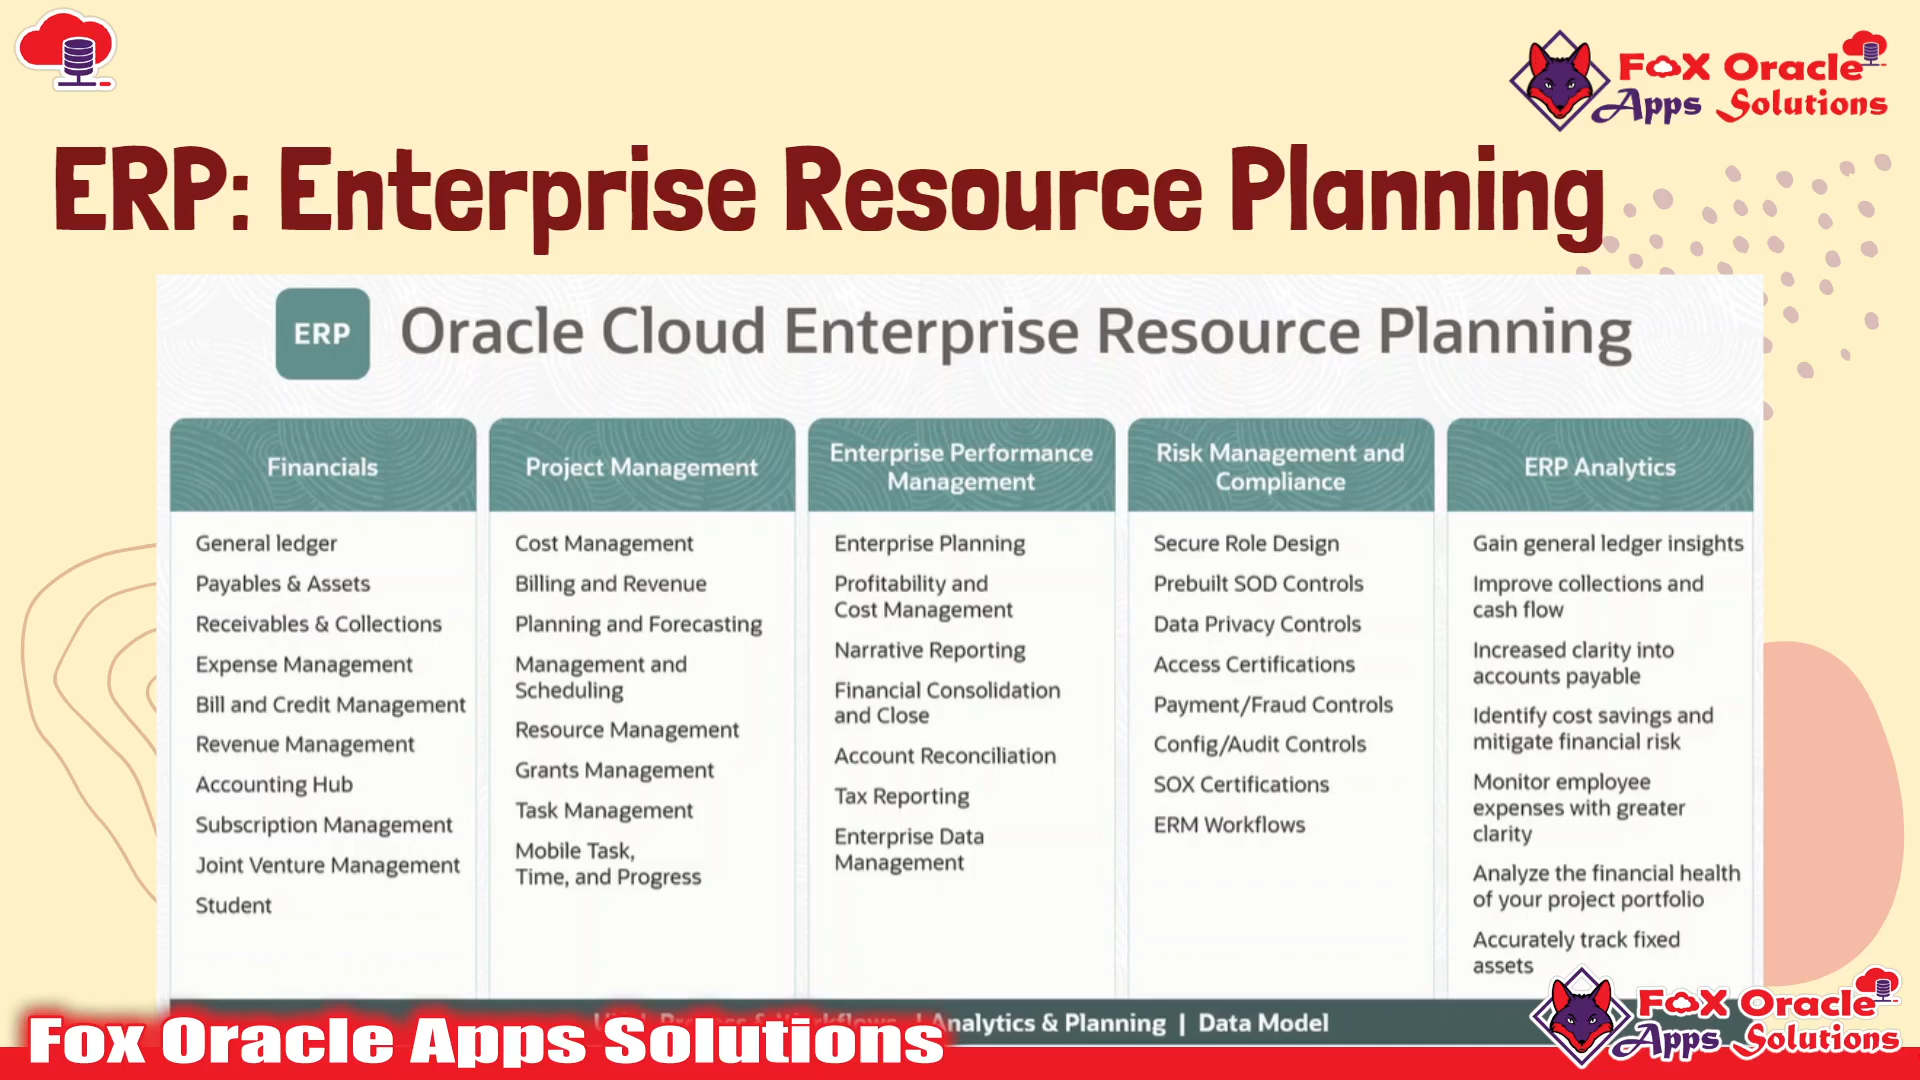 FoX Oracle
Apps Solutions
ERP: Enterprise Resource Planning
ERP
Oracle Cloud Enterprise Resource Planning
Financials
General ledger
Payables & Assets
Receivables & Collections
Expense Management
Bill and Credit Management
Revenue Management
Accounting Hub
Subscription Management
Joint Venture Management
Student
Project Management
Cost Management
Billing and Revenue
Planning and Forecasting
Management and
Scheduling
Resource Management
Grants Management
Task Management
Mobile Task,
Time, and Progress
Enterprise Performance
Management
Enterprise Planning
Profitability and
Cost Management
Narrative Reporting
Financial Consolidation
and Close
Account Reconciliation
Tax Reporting
Enterprise Data
Management
Risk Management and
Compliance
Secure Role Design
Prebuilt SOD Controls
Data Privacy Controls
Access Certifications
Payment/Fraud Controls
Config/Audit Controls
SOX Certifications
ERM Workflows
ERP Analytics
Gain general ledger insights
Improve collections and
cash flow
Increased clarity into
accounts payable
Identify cost savings and
mitigate financial risk
Monitor employee
expenses with greater
clarity
Analyze the financial health
of your project portfolio
Accurately track fixed
assets
Analytics & Planning | Data Model
Fox Oracle Apps Solutions
FoX Oracle
Apps Solutions